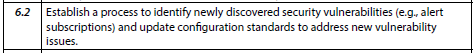 6.2 Establish a process to identify newly discovered security vulnerabilities (e.g., alert
subscriptions) and update configuration standards to address new vulnerability
issues.